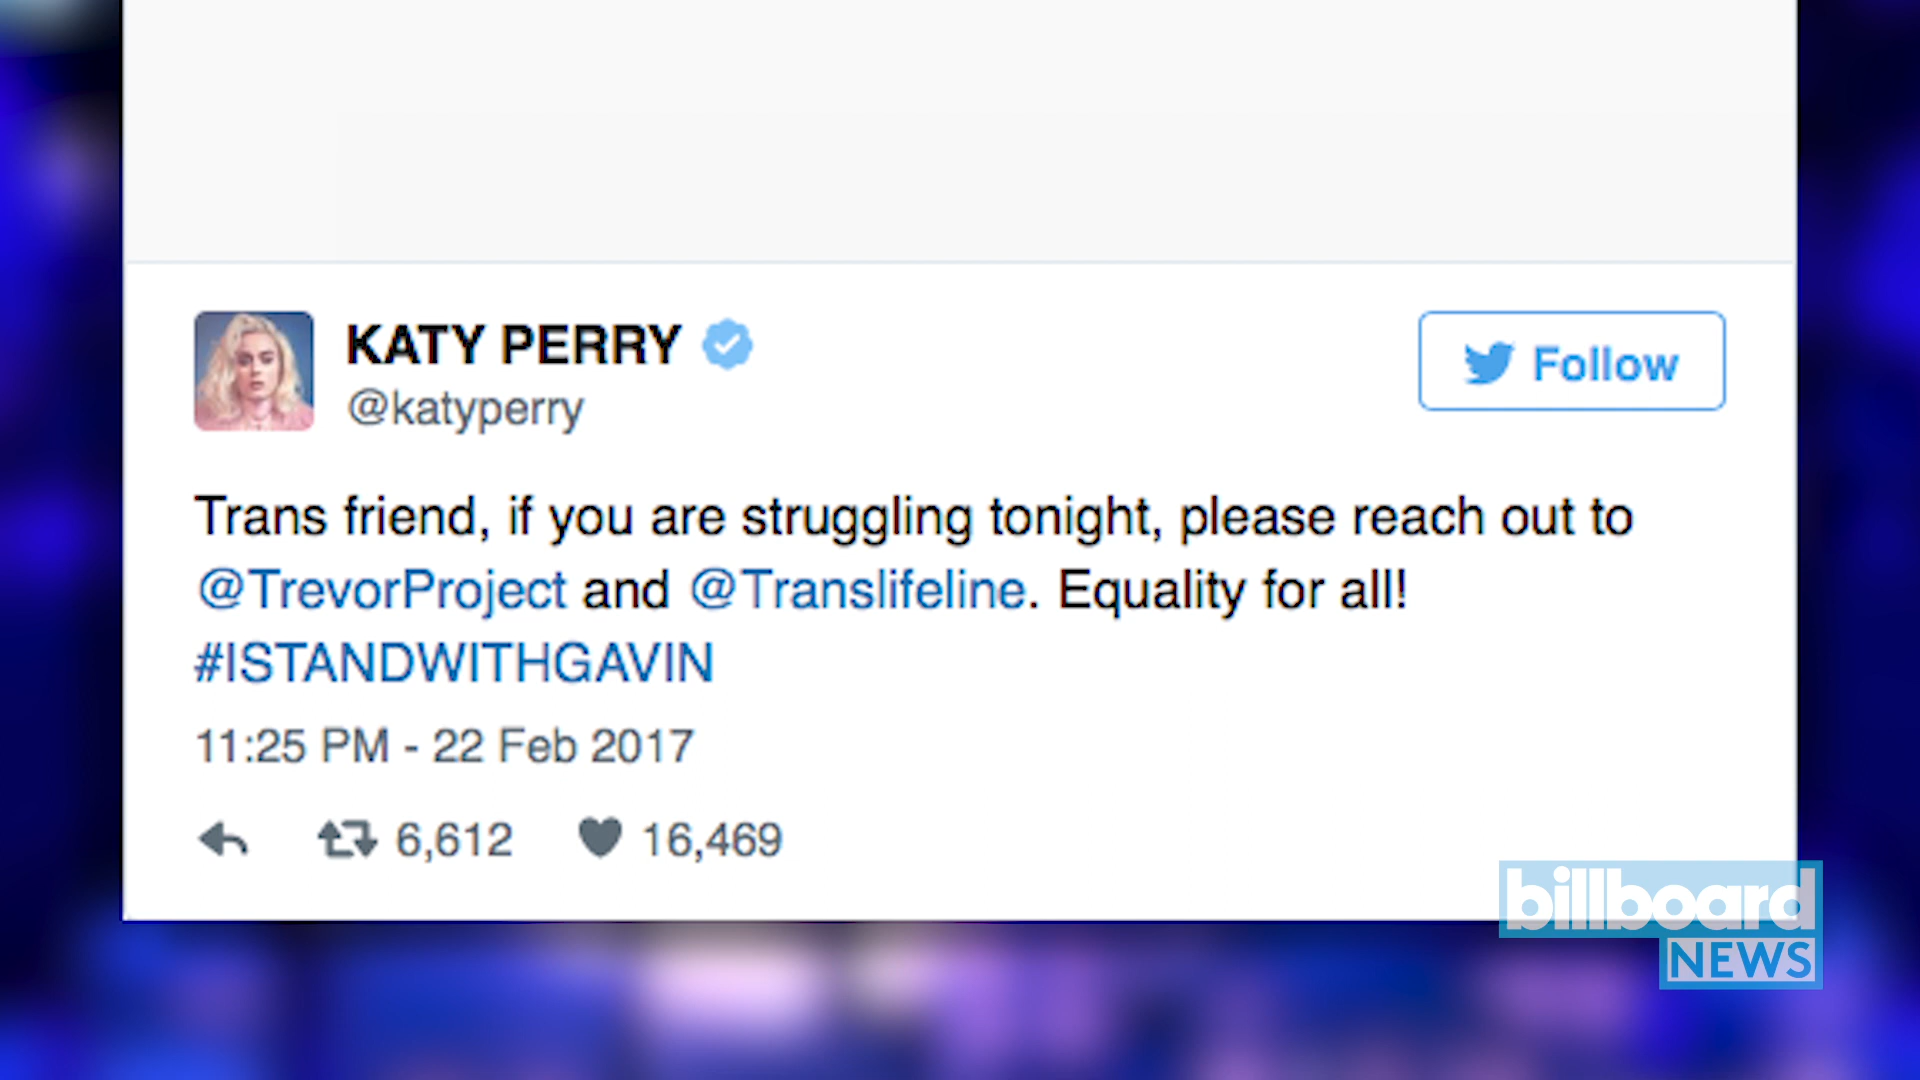 KATY PERRY
@katyperry
Follow
Trans friend, if you are struggling tonight, please reach out to
@TrevorProject and @Translifeline. Equality for all!
#ISTANDWITHGAVIN
11:25 PM - 22 Feb 2017
6,612 16,469
billboard
NEWS